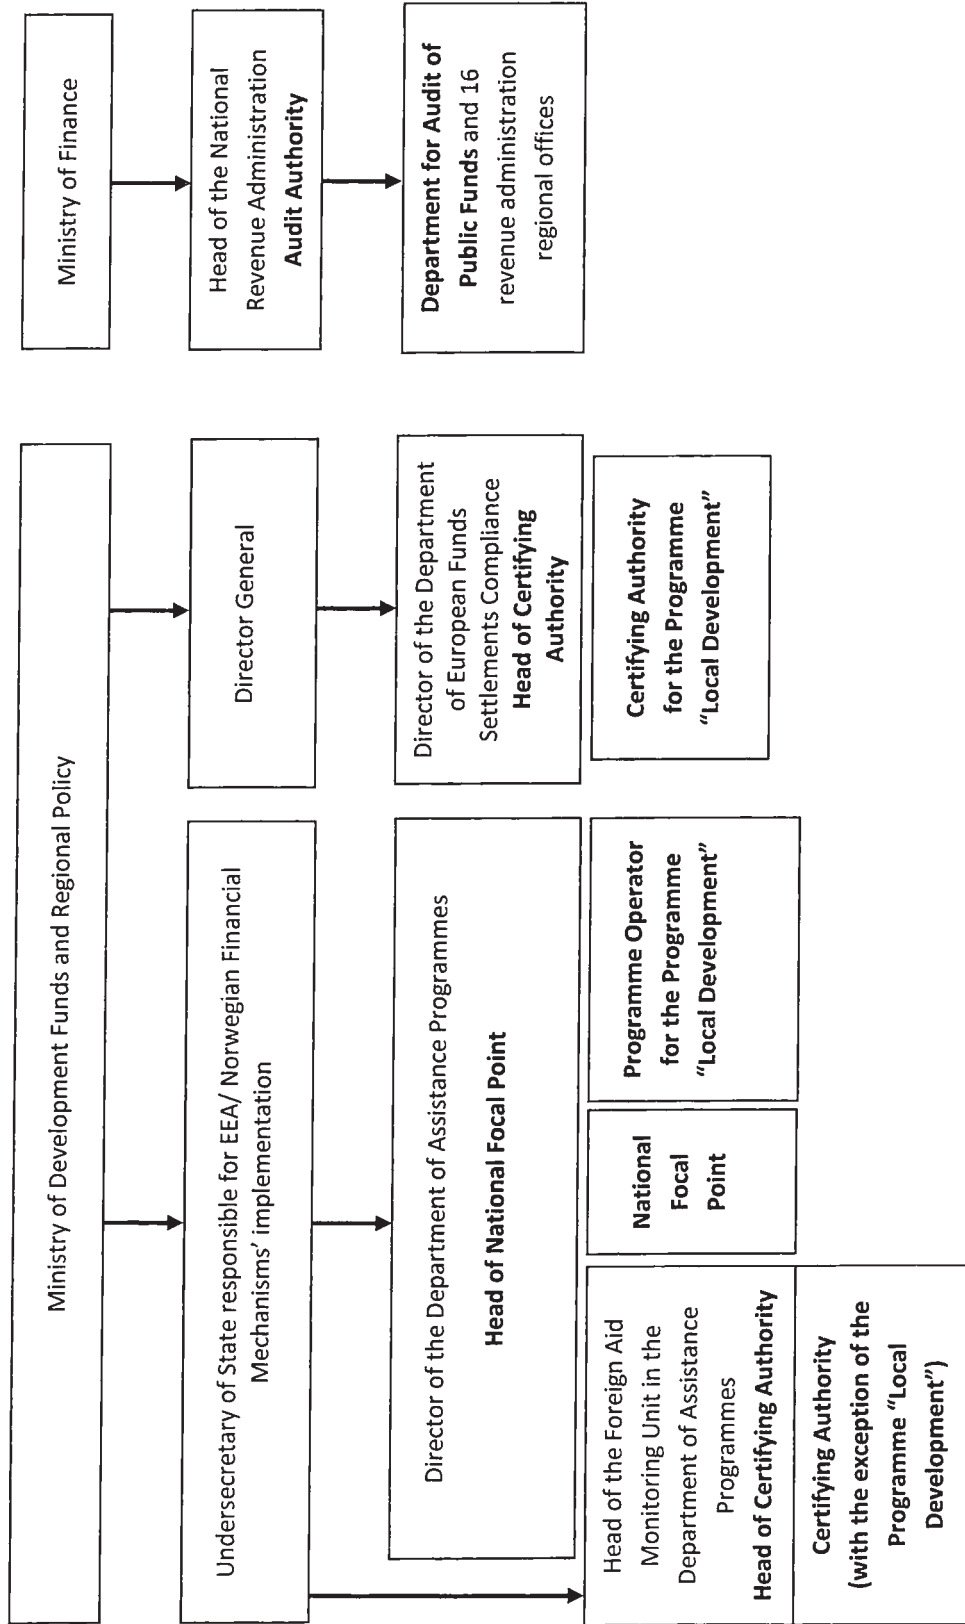 Ministry of Development Funds and Regional Policy
Ministry of Finance
Undersecretary of State responsible for EEA/ Norwegian Financial
Mechanisms’ implementation
Director General
Head of the National
Revenue Administration
Audit Authority
Director of the Department of Assistance Programmes
Head of National Focal Point
Director of the Department
of European Funds
Settlements Compliance
Head of Certifying
Authority
Department for Audit of
Public Funds and 16
revenue administration
regional offices
Head of the Foreign Aid
Monitoring Unit in the
Department of Assistance
Programmes
Head of Certifying Authority
National
Focal
Point
Programme Operator
for the Programme
“Local Development”
Certifying Authority
for the Programme
“Local Development”
Certifying Authority
(with the exception of the
Programme “Local
Development”)